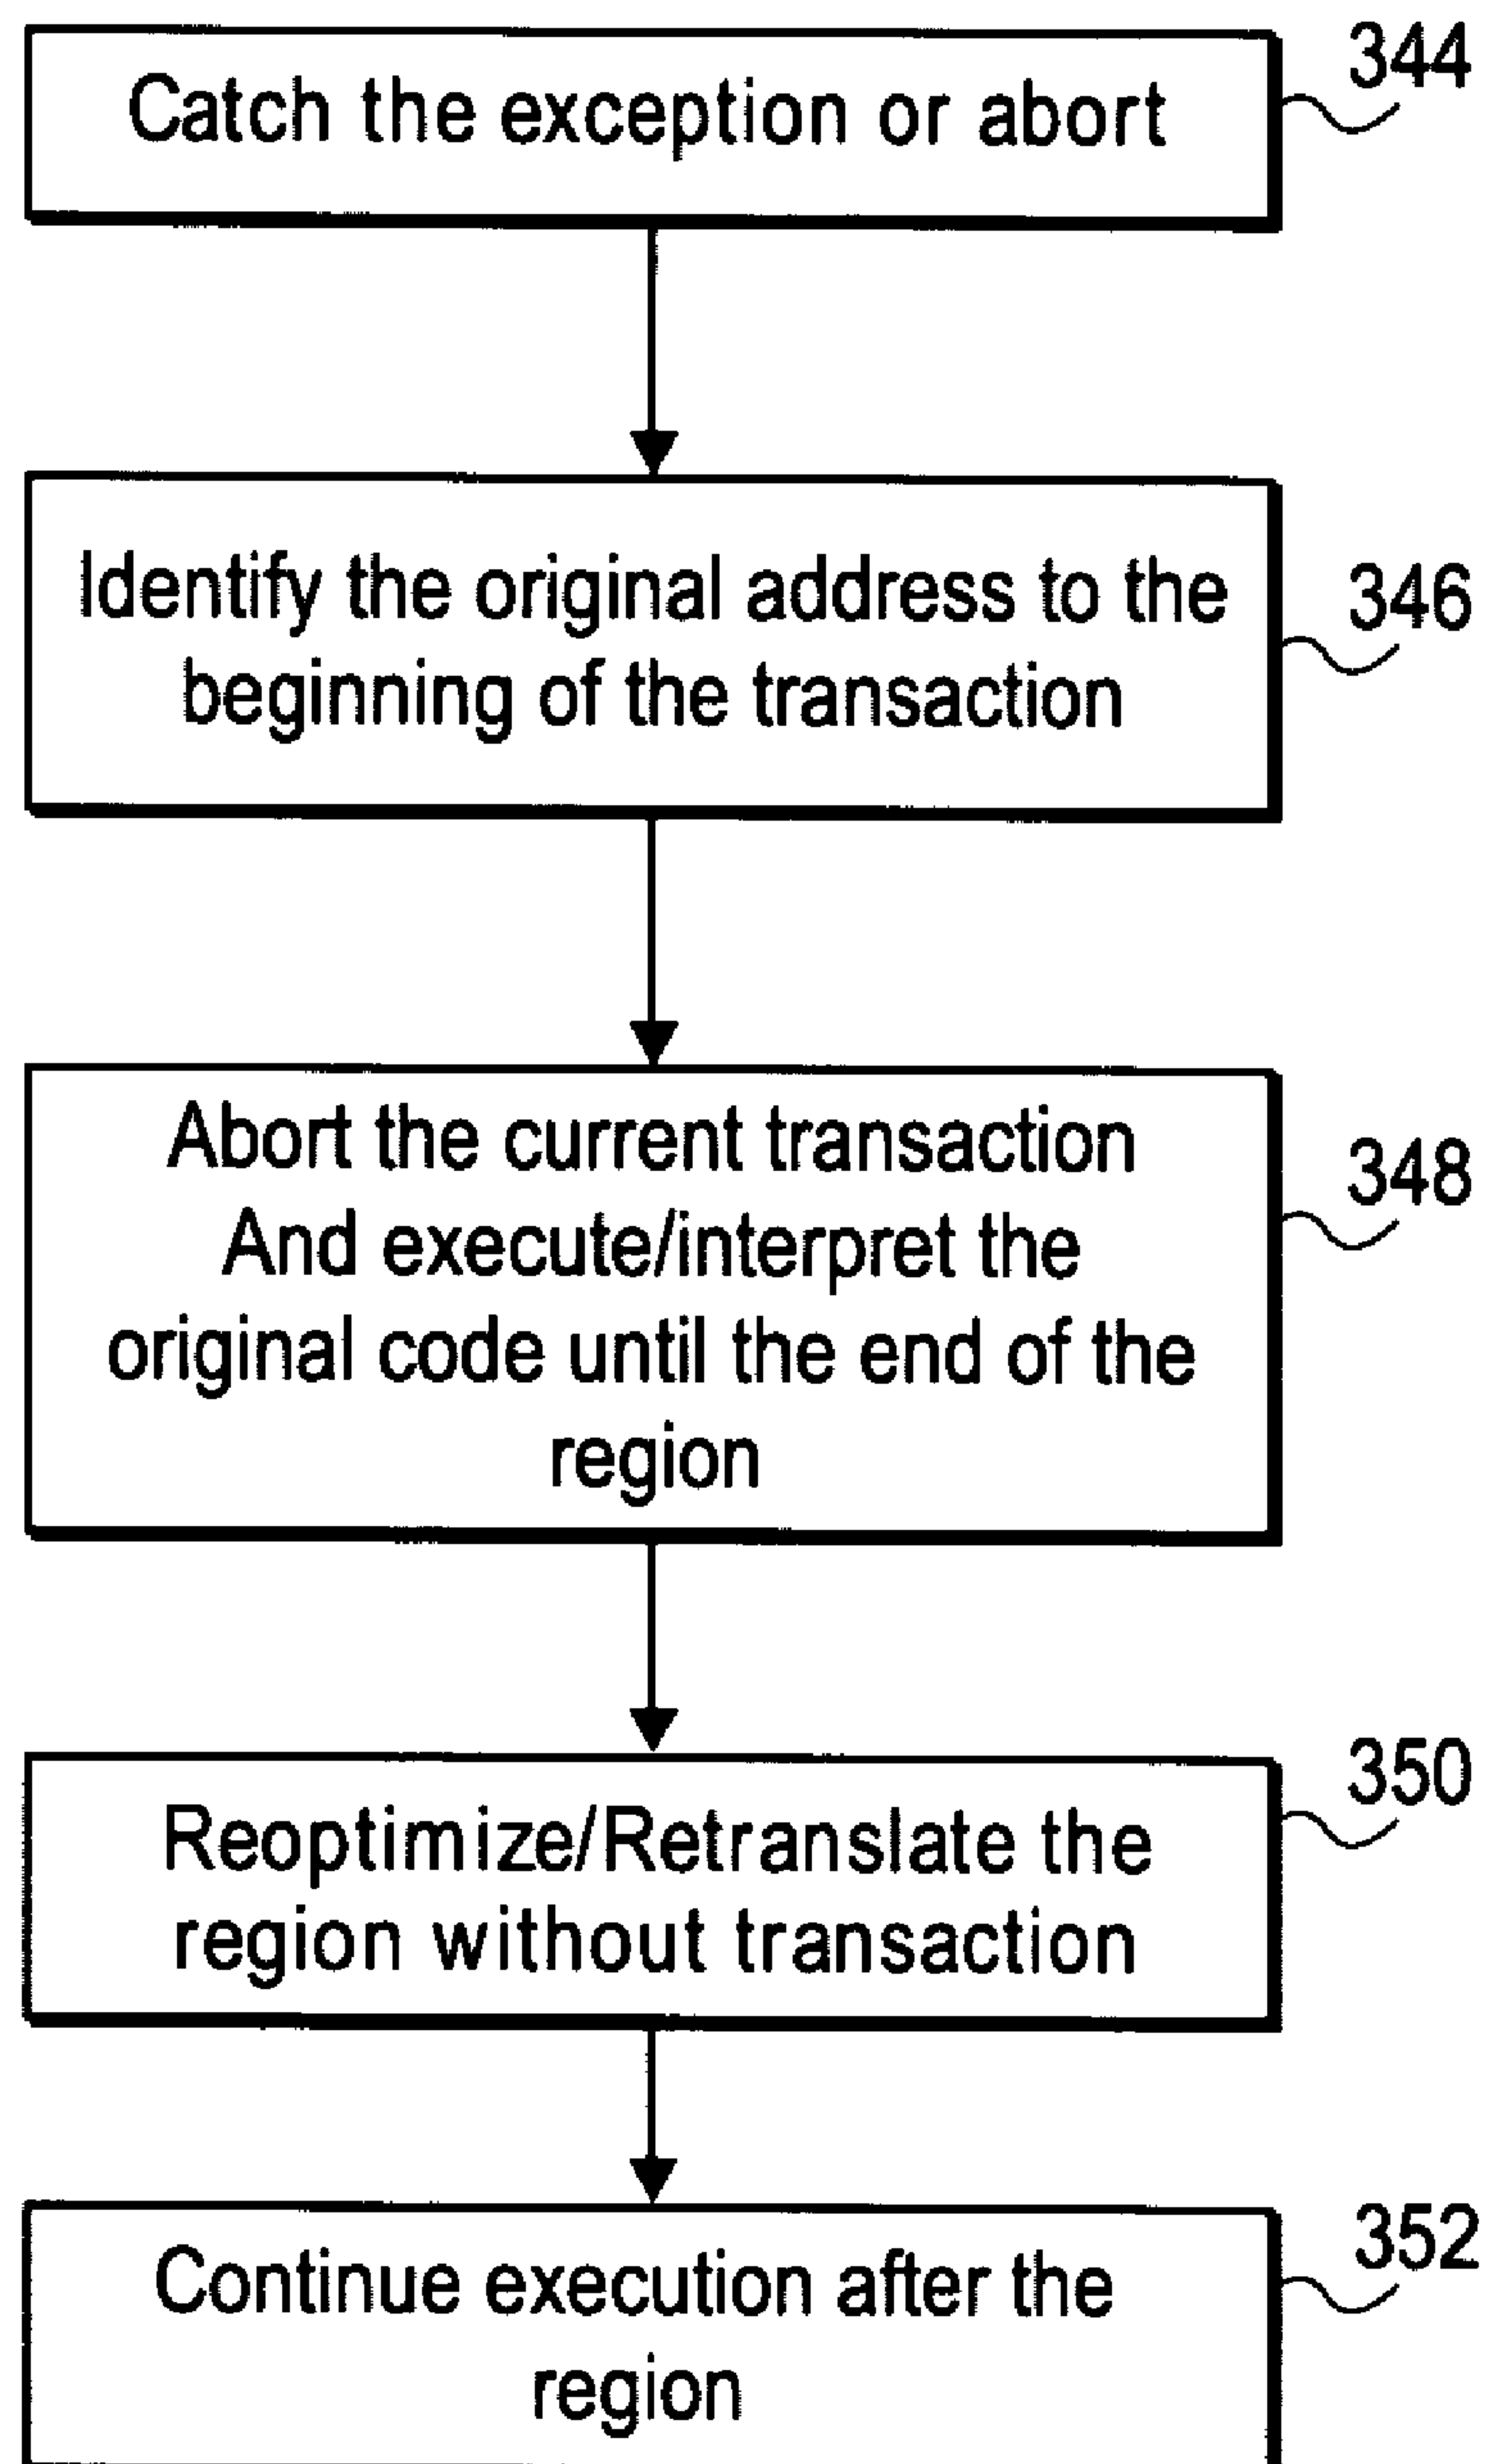 Catch the exception or abort
344
Identify the original address to the
beginning of the transaction
346
Abort the current transaction
And execute/interpret the
original code until the end of the
region
348
Reoptimize/Retranslate the
region without transaction
350
Continue execution after the
region
352